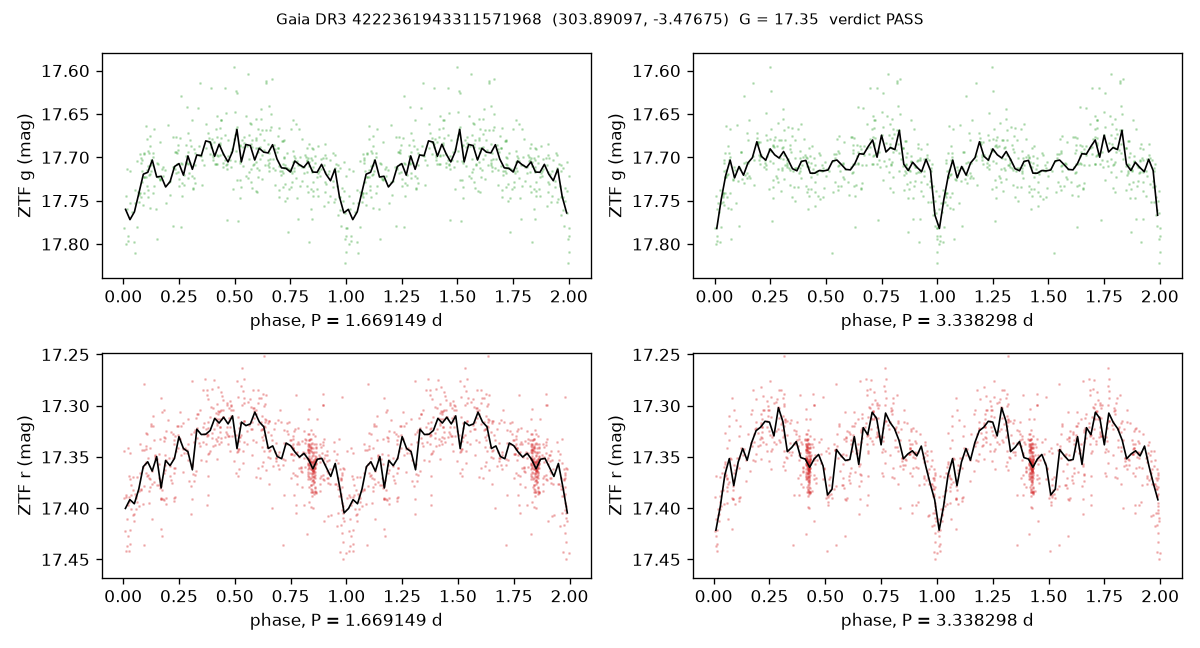 Gaia DR3 4222361943311571968  (303.89097, -3.47675)  G = 17.35  verdict PASS
ZTF g (mag)
17.60
17.65
17.70
17.75
17.80
0.00 0.25 0.50 0.75 1.00 1.25 1.50 1.75 2.00
phase, P = 1.669149 d
ZTF g (mag)
17.60
17.65
17.70
17.75
17.80
0.00 0.25 0.50 0.75 1.00 1.25 1.50 1.75 2.00
phase, P = 3.338298 d
ZTF r (mag)
17.25
17.30
17.35
17.40
17.45
0.00 0.25 0.50 0.75 1.00 1.25 1.50 1.75 2.00
phase, P = 1.669149 d
ZTF r (mag)
17.25
17.30
17.35
17.40
17.45
0.00 0.25 0.50 0.75 1.00 1.25 1.50 1.75 2.00
phase, P = 3.338298 d